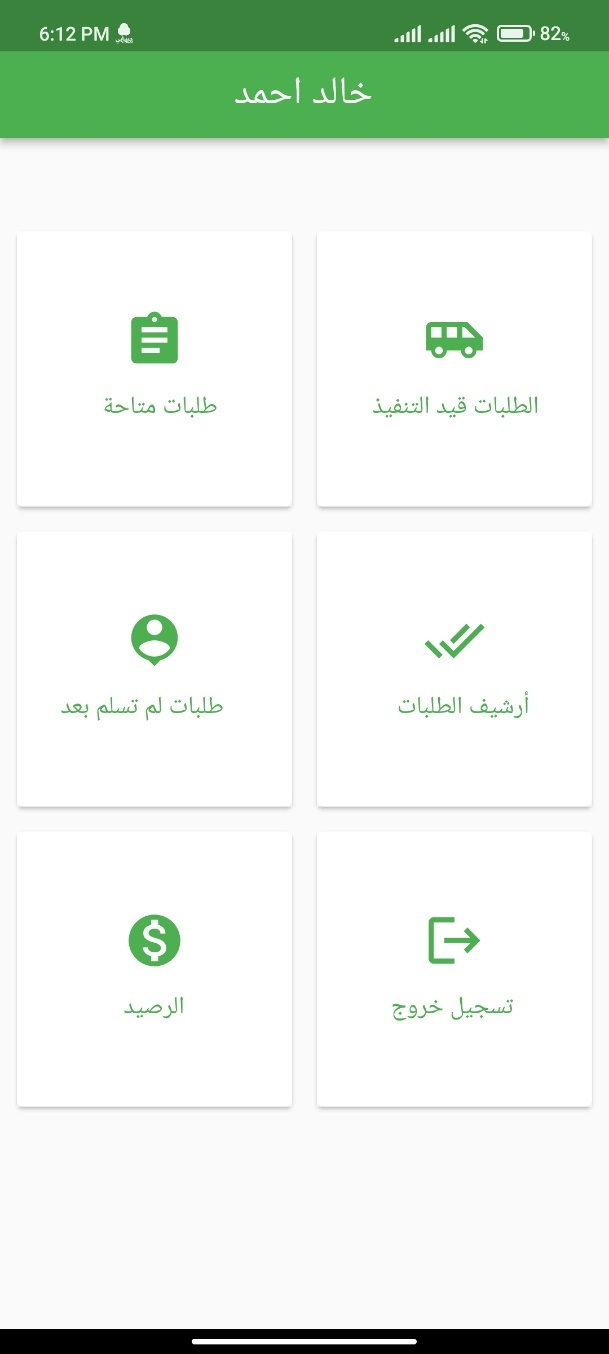 6:12 PM
82%
خالد احمد
الطلبات قيد التنفيذ
طلبات متاحة
أرشيف الطلبات
طلبات لم تسلم بعد
تسجيل خروج
الرصيد